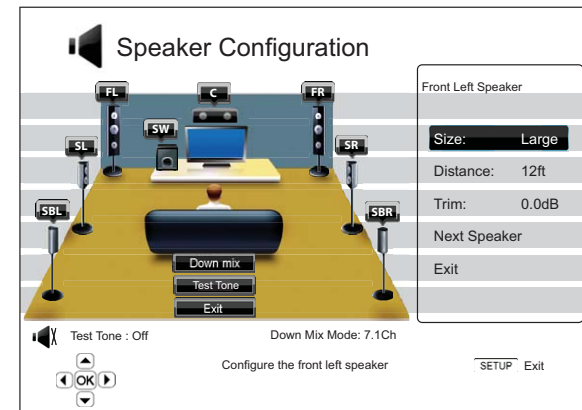 Speaker Configuration
FL
C
FR
SW
SL
SR
SBL
SBR
Down mix
Test Tone
Exit
Front Left Speaker
Size: Large
Distance: 12ft
Trim: 0.0dB
Next Speaker
Exit
Test Tone : Off
Down Mix Mode: 7.1Ch
OK
Configure the front left speaker
SETUP Exit